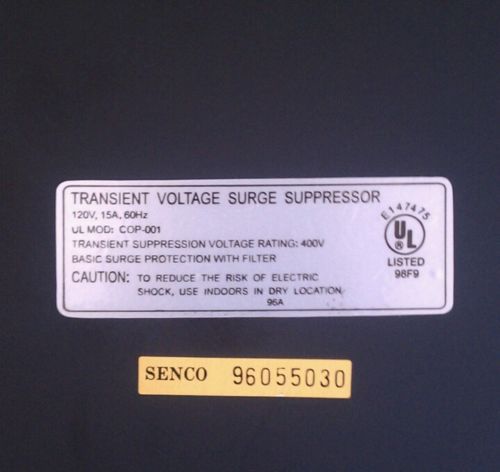 TRANSIENT VOLTAGE SURGE SUPPRESSOR
120V, 15A, 60Hz
UL MOD: COP-001
TRANSIENT SUPPRESSION VOLTAGE RATING: 400V
BASIC SURGE PROTECTION WITH FILTER
CAUTION: TO REDUCE THE RISK OF ELECTRIC
SHOCK, USE INDOORS IN DRY LOCATION
96A
E147475
UL
LISTED
98F9
SENCO 96055030